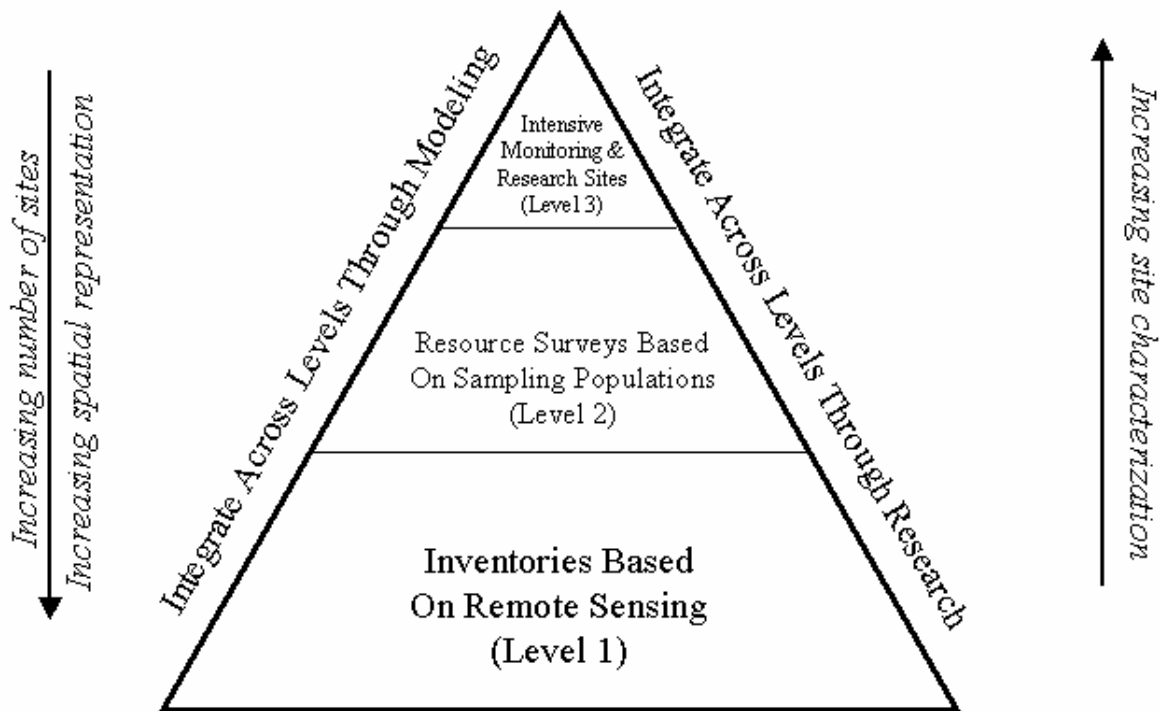 Increasing number of sites
Increasing spatial representation
Integrate Across Levels Through Modeling
Intensive
Monitoring &
Research Sites
(Level 3)
Resource Surveys Based
On Sampling Populations
(Level 2)
Inventories Based
On Remote Sensing
(Level 1)
Integrate Across Levels Through Research
Increasing site characterization